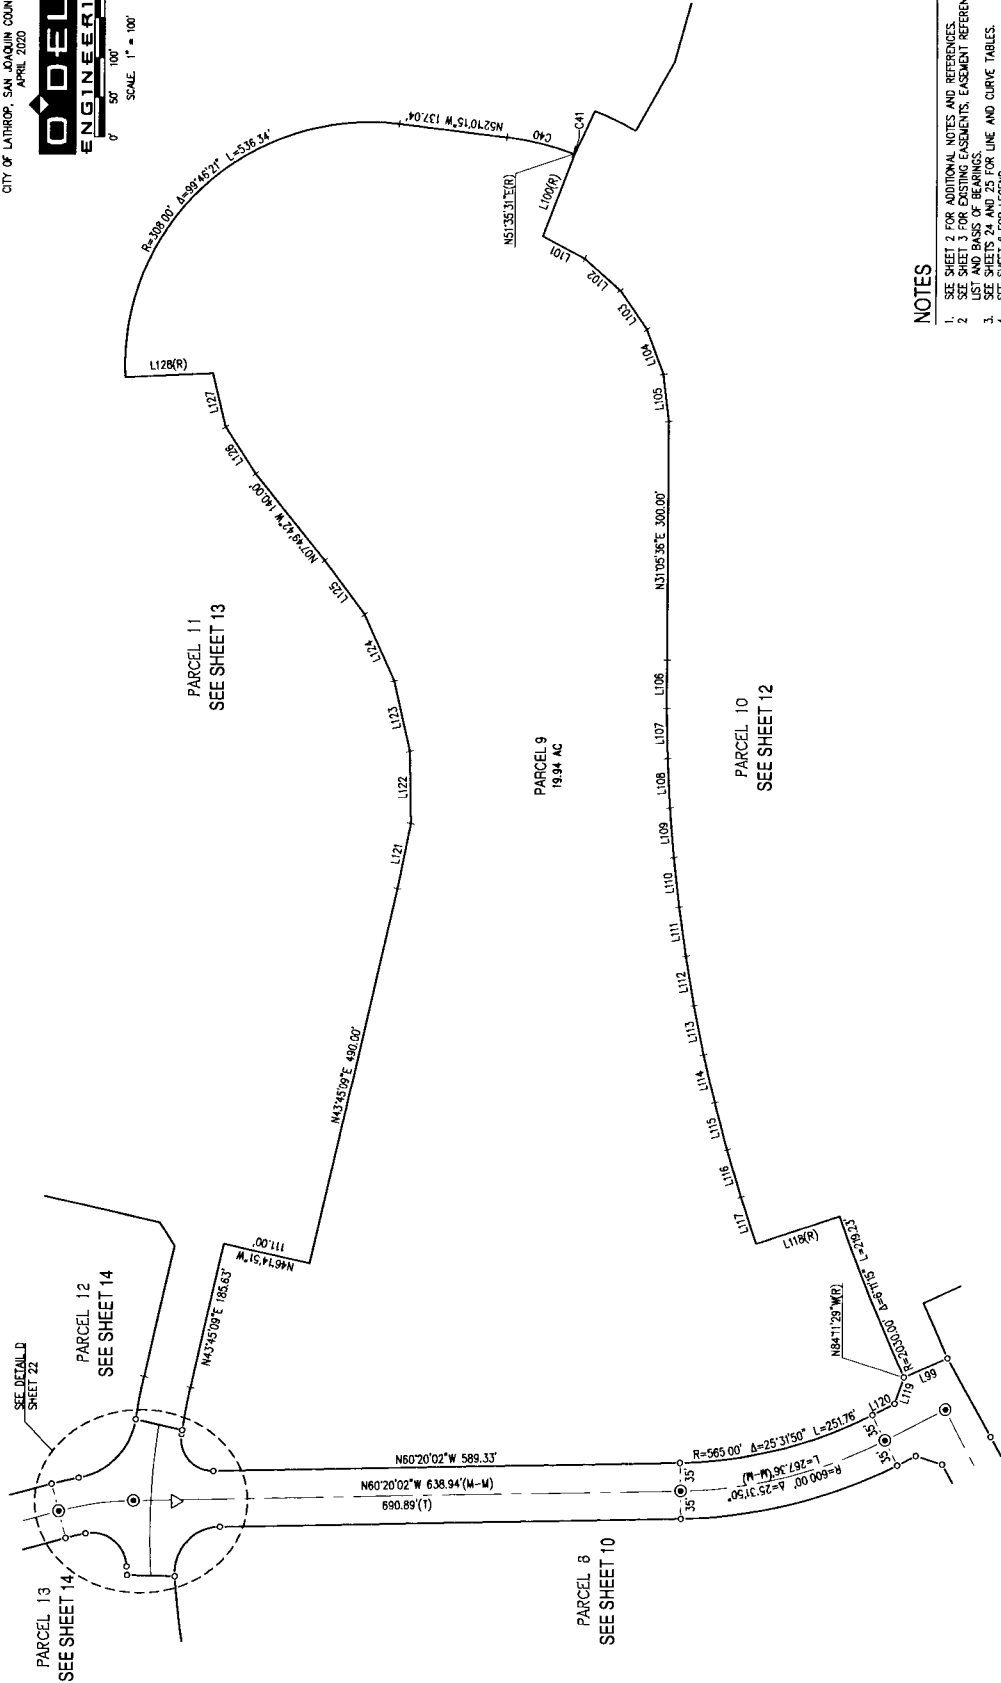 CITY OF LATHROP, SAN JOAQUIN COUN
APRIL 2020
O'DEL
ENGINEERI
0' 50' 100'
SCALE 1" = 100'
R=308.00' Δ=99°46'21" L=536.34'
N52°10'15"W 137.04'
C40
C41
N51°35'31"E(R)
L100(R)
L101
L102
L103
L104
L105
N31°05'36"E 300.00'
L106
L107
L108
L109
L110
L111
L112
L113
L114
L115
L116
L117
L118(R)
R=2030.00' Δ=6°11'15" L=219.23'
N84°11'29"W(R)
L99
L119
L120
L128(R)
L127
L126
N07°49'42"W 140.00'
L125
L124
L123
L122
L121
N43°45'09"E 490.00'
N46°14'51"W
111.00'
N43°45'09"E 185.63'
PARCEL 11
SEE SHEET 13
PARCEL 9
19.94 AC
PARCEL 10
SEE SHEET 12
SEE DETAIL D
SHEET 22
PARCEL 12
SEE SHEET 14
PARCEL 13
SEE SHEET 14
N60°20'02"W 589.33'
N60°20'02"W 638.94'(M-M)
690.89'(T)
35'
35'
R=565.00' Δ=25°31'50" L=251.76'
R=600.00' Δ=25°31'50"
L=267.36'(M-M)
35'
35'
PARCEL 8
SEE SHEET 10
NOTES
1. SEE SHEET 2 FOR ADDITIONAL NOTES AND REFERENCES.
2 SEE SHEET 3 FOR EXISTING EASEMENTS, EASEMENT REFEREN
LIST AND BASIS OF BEARINGS.
3. SEE SHEETS 24 AND 25 FOR LINE AND CURVE TABLES.